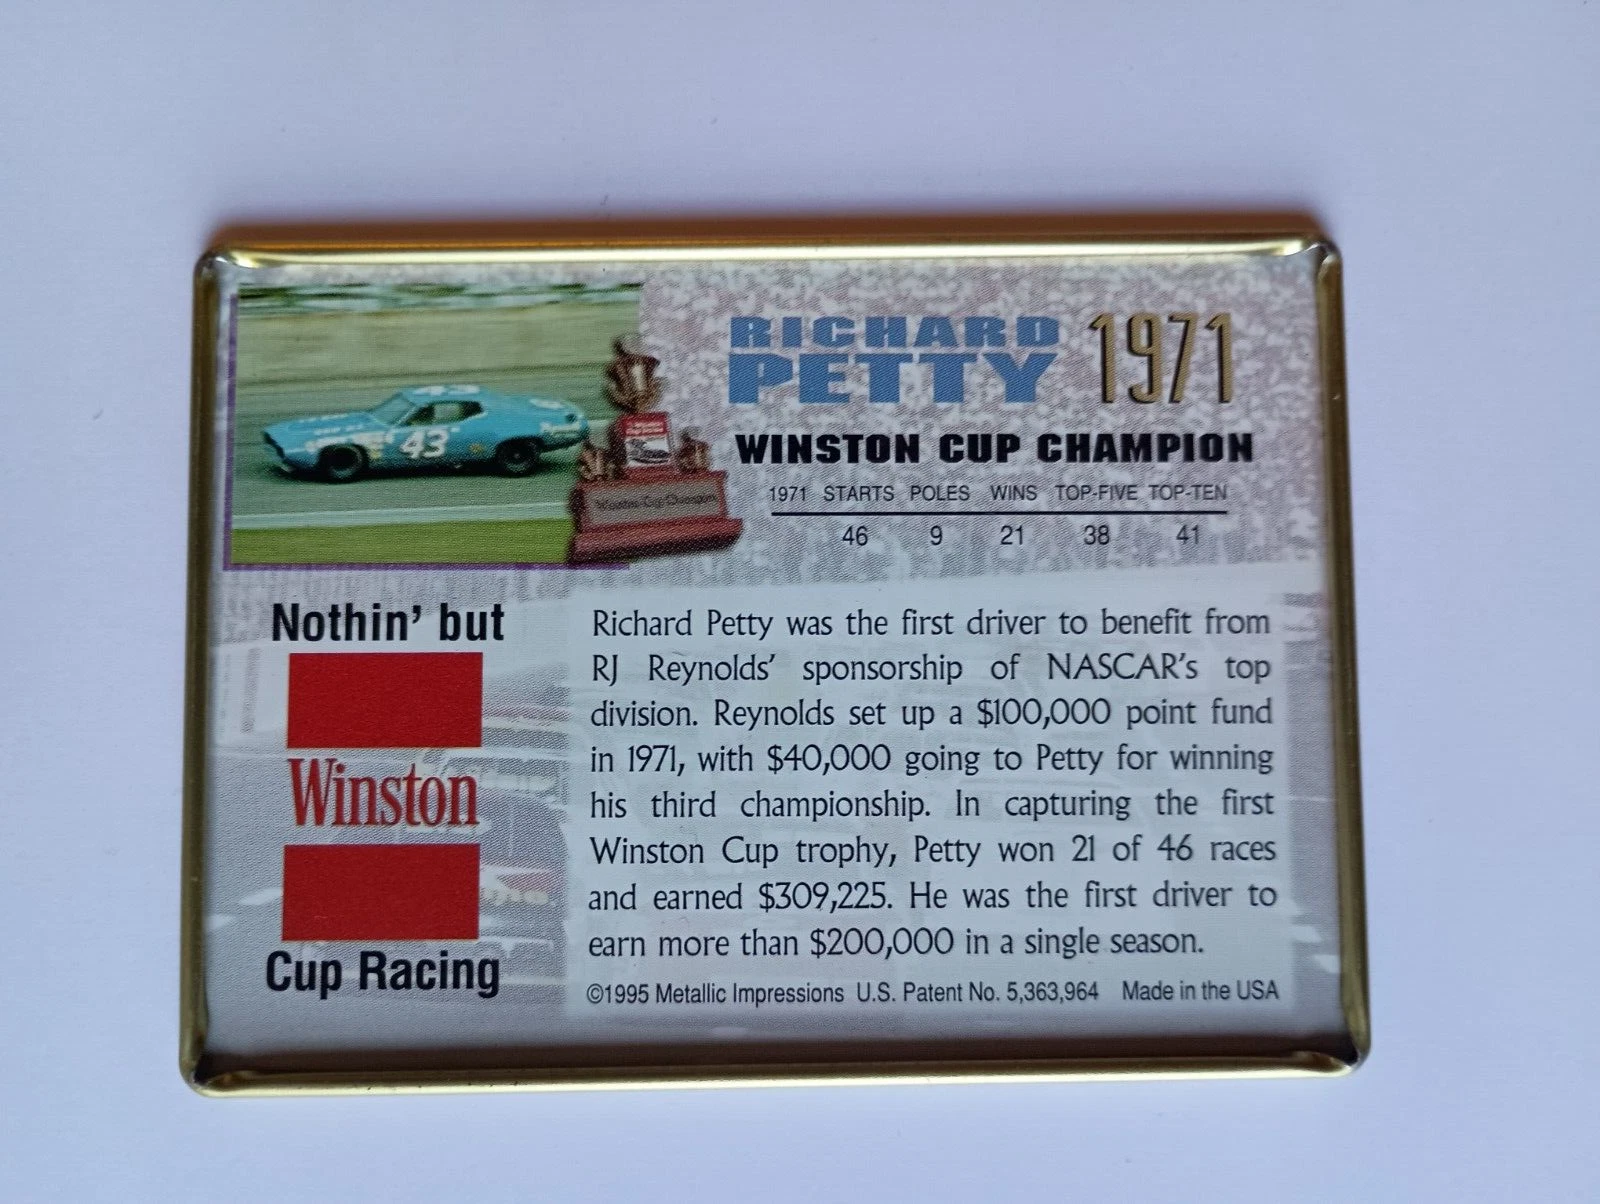 RICHARD
PETTY 1971
WINSTON CUP CHAMPION
1971 STARTS POLES WINS TOP-FIVE TOP-TEN
46 9 21 38 41
43
43
Winston Cup Champion
Nothin' but
Winston
Cup Racing
Richard Petty was the first driver to benefit from
RJ Reynolds' sponsorship of NASCAR's top
division. Reynolds set up a $100,000 point fund
in 1971, with $40,000 going to Petty for winning
his third championship. In capturing the first
Winston Cup trophy, Petty won 21 of 46 races
and earned $309,225. He was the first driver to
earn more than $200,000 in a single season.
©1995 Metallic Impressions U.S. Patent No. 5,363,964 Made in the USA